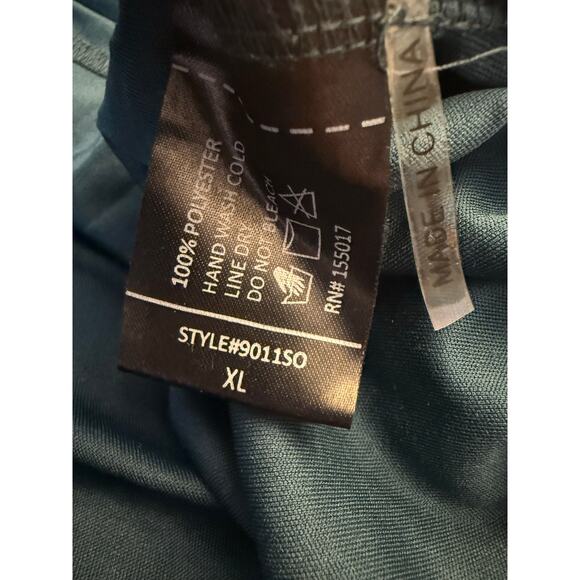 100% POLYESTER
HAND WASH COLD
LINE DRY
DO NOT BLEACH
RN# 155017
STYLE#9011SO
XL
MADE IN CHINA